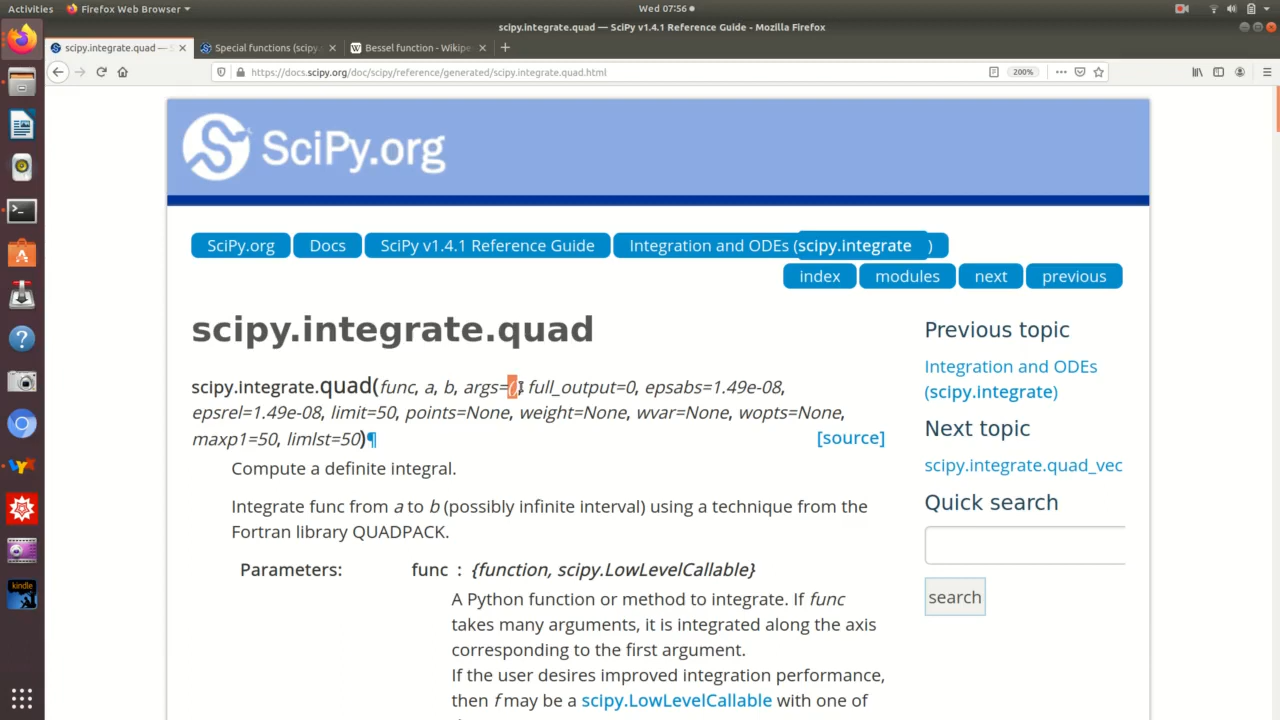 Activities Firefox Web Browser Wed 07:56
scipy.integrate.quad — SciPy v1.4.1 Reference Guide - Mozilla Firefox
scipy.integrate.quad — Special functions (scipy. W Bessel function - Wikipe
https://docs.scipy.org/doc/scipy/reference/generated/scipy.integrate.quad.html 200%
SciPy.org
SciPy.org Docs SciPy v1.4.1 Reference Guide Integration and ODEs (scipy.integrate )
index modules next previous
scipy.integrate.quad
scipy.integrate.quad(func, a, b, args=(), full_output=0, epsabs=1.49e-08,
epsrel=1.49e-08, limit=50, points=None, weight=None, wvar=None, wopts=None,
maxp1=50, limlst=50)¶ [source]
Compute a definite integral.
Integrate func from a to b (possibly infinite interval) using a technique from the
Fortran library QUADPACK.
Parameters: func : {function, scipy.LowLevelCallable}
A Python function or method to integrate. If func
takes many arguments, it is integrated along the axis
corresponding to the first argument.
If the user desires improved integration performance,
then f may be a scipy.LowLevelCallable with one of
Previous topic
Integration and ODEs
(scipy.integrate)
Next topic
scipy.integrate.quad_vec
Quick search
search
kindle